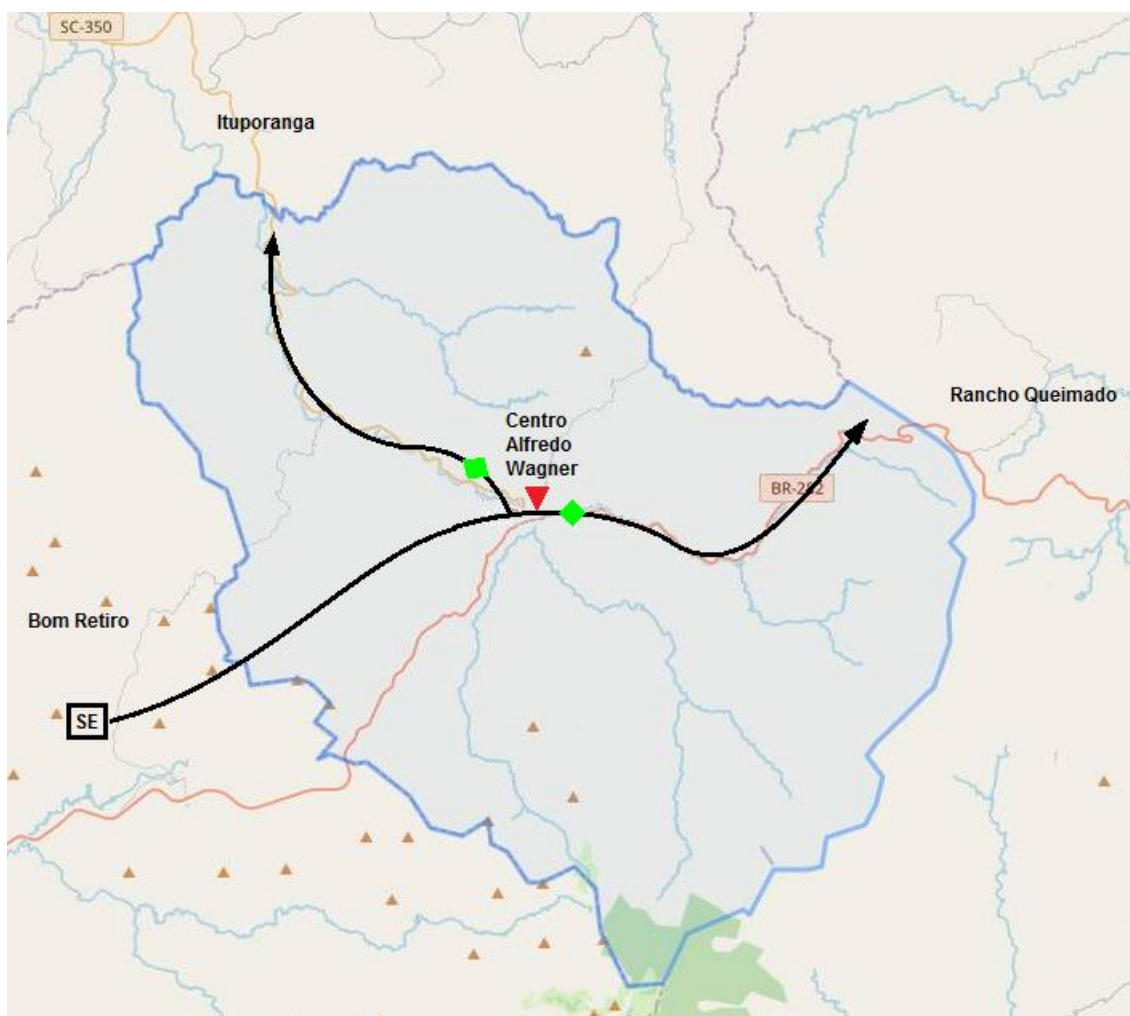 SC-350
Ituporanga
Rancho Queimado
Centro
Alfredo
Wagner
BR-282
Bom Retiro
SE